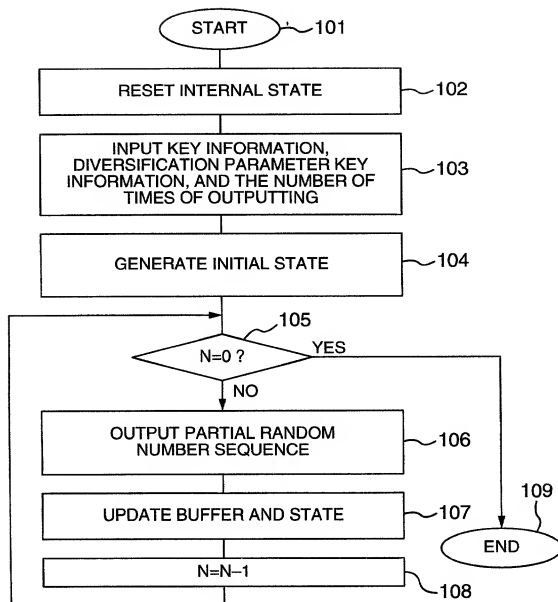 START
101
RESET INTERNAL STATE
102
INPUT KEY INFORMATION,
DIVERSIFICATION PARAMETER KEY
INFORMATION, AND THE NUMBER OF
TIMES OF OUTPUTTING
103
GENERATE INITIAL STATE
104
105
N=0 ?
YES
NO
OUTPUT PARTIAL RANDOM
NUMBER SEQUENCE
106
UPDATE BUFFER AND STATE
107
109
END
N=N–1
108